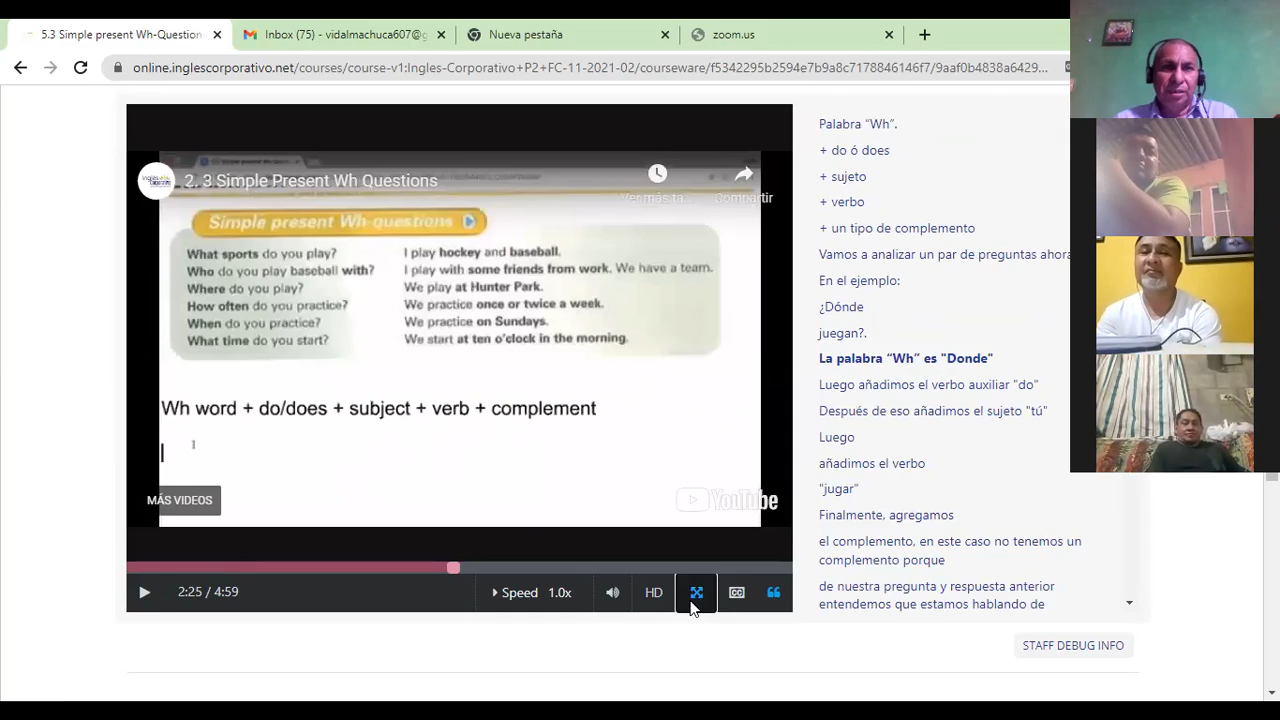 5.3 Simple present Wh-Question
Inbox (75) - vidalmachuca607@g
Nueva pestaña
zoom.us
online.inglescorporativo.net/courses/course-v1:Ingles-Corporativo+P2+FC-11-2021-02/courseware/f5342295b2594e7b9a8c7178846146f7/9aaf0b4838a6429...
2. 3 Simple Present Wh Questions
Ver más ta...
Compartir
Simple present Wh-questions
What sports do you play? I play hockey and baseball.
Who do you play baseball with? I play with some friends from work. We have a team.
Where do you play? We play at Hunter Park.
How often do you practice? We practice once or twice a week.
When do you practice? We practice on Sundays.
What time do you start? We start at ten o'clock in the morning.
Wh word + do/does + subject + verb + complement
MÁS VIDEOS
YouTube
2:25 / 4:59
Speed 1.0x
HD
CC
Palabra “Wh”.
+ do ó does
+ sujeto
+ verbo
+ un tipo de complemento
Vamos a analizar un par de preguntas ahora
En el ejemplo:
¿Dónde
juegan?.
La palabra “Wh” es "Donde"
Luego añadimos el verbo auxiliar "do"
Después de eso añadimos el sujeto "tú"
Luego
añadimos el verbo
"jugar"
Finalmente, agregamos
el complemento, en este caso no tenemos un
complemento porque
de nuestra pregunta y respuesta anterior
entendemos que estamos hablando de
STAFF DEBUG INFO